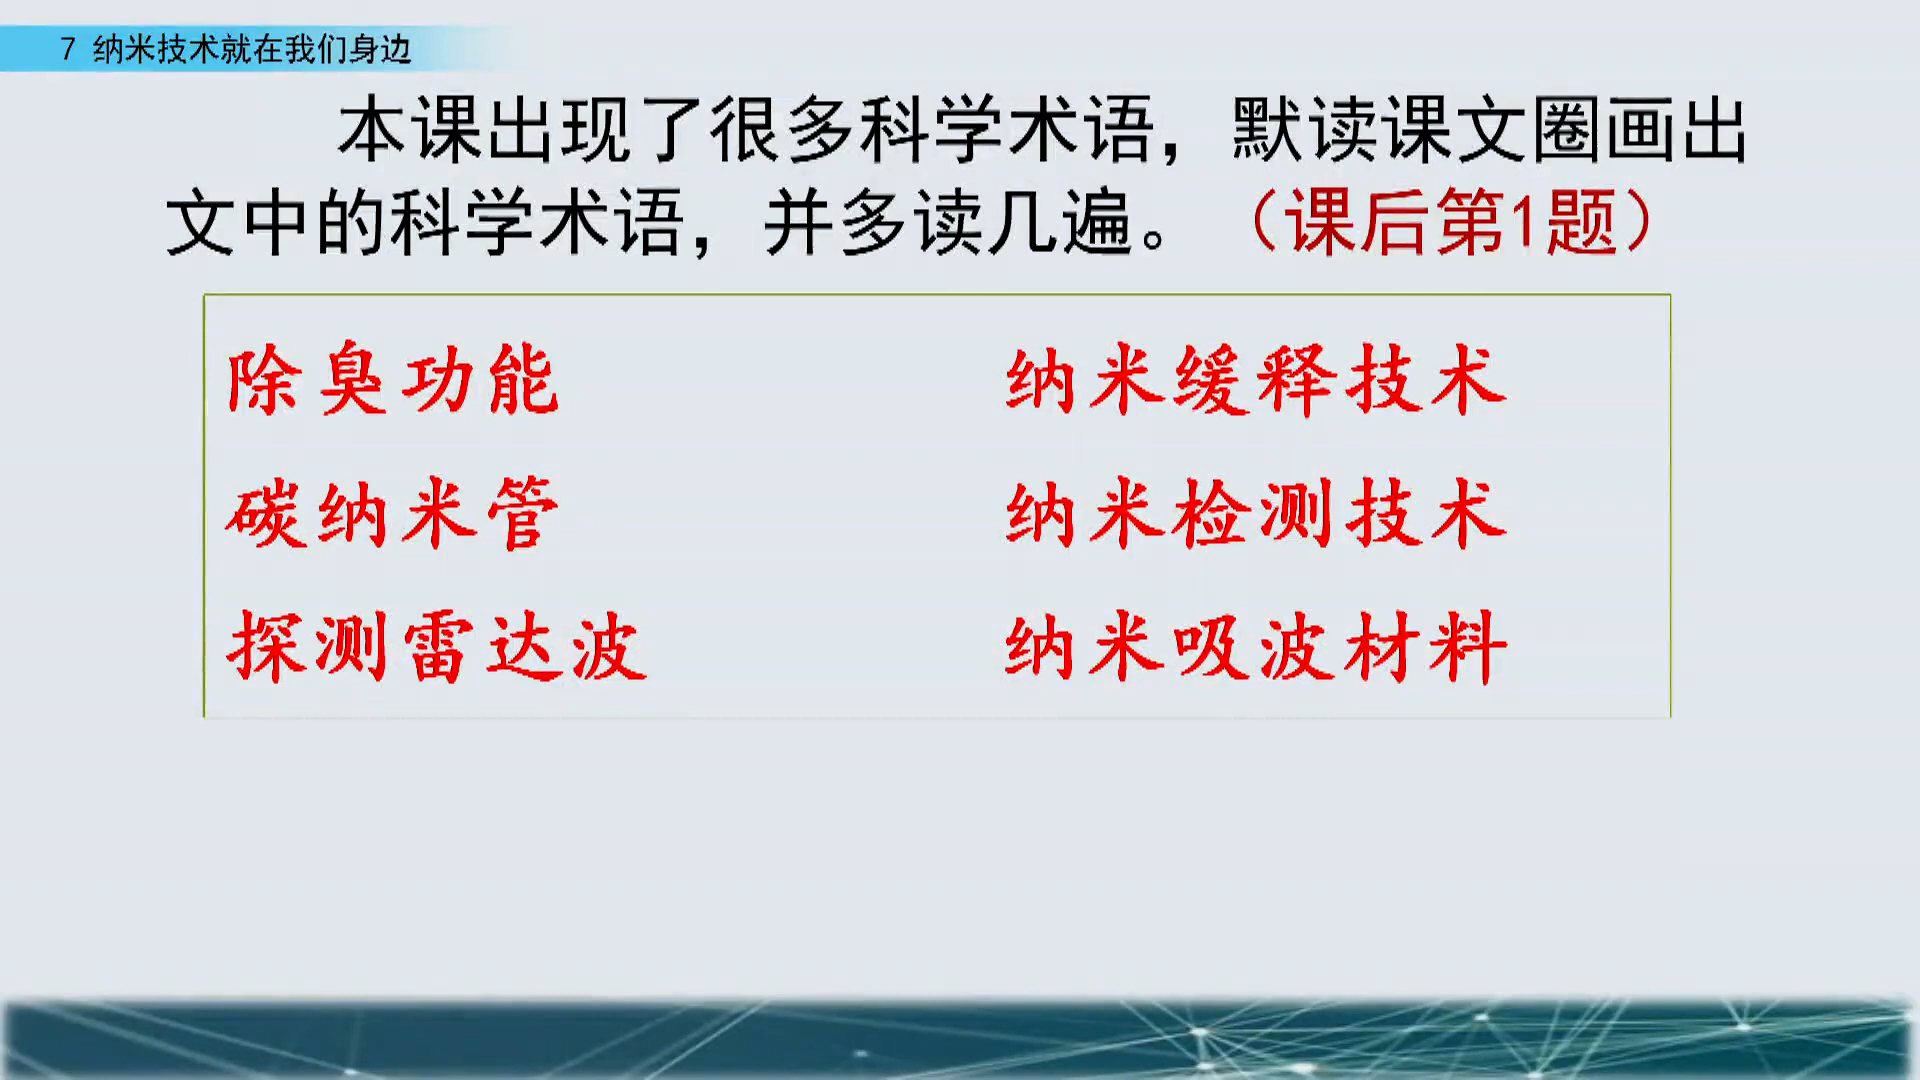 7 纳米技术就在我们身边
本课出现了很多科学术语，默读课文圈画出
文中的科学术语，并多读几遍。（课后第1题）
除臭功能 纳米缓释技术
碳纳米管 纳米检测技术
探测雷达波 纳米吸波材料